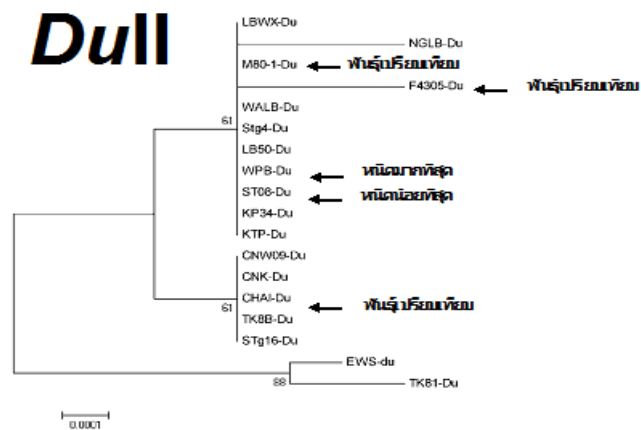 Dull
LBWX-Du
NGLB-Du
M80-1-Du พันธุ์เปรียบเทียบ
F4305-Du พันธุ์เปรียบเทียบ
WALB-Du
61
Stg4-Du
LB50-Du
WPB-Du หนืดมากที่สุด
ST08-Du หนืดน้อยที่สุด
KP34-Du
KTP-Du
CNW09-Du
CNK-Du
CHAI-Du พันธุ์เปรียบเทียบ
61
TK8B-Du
STg16-Du
EWS-du
88
TK81-Du
0.0001